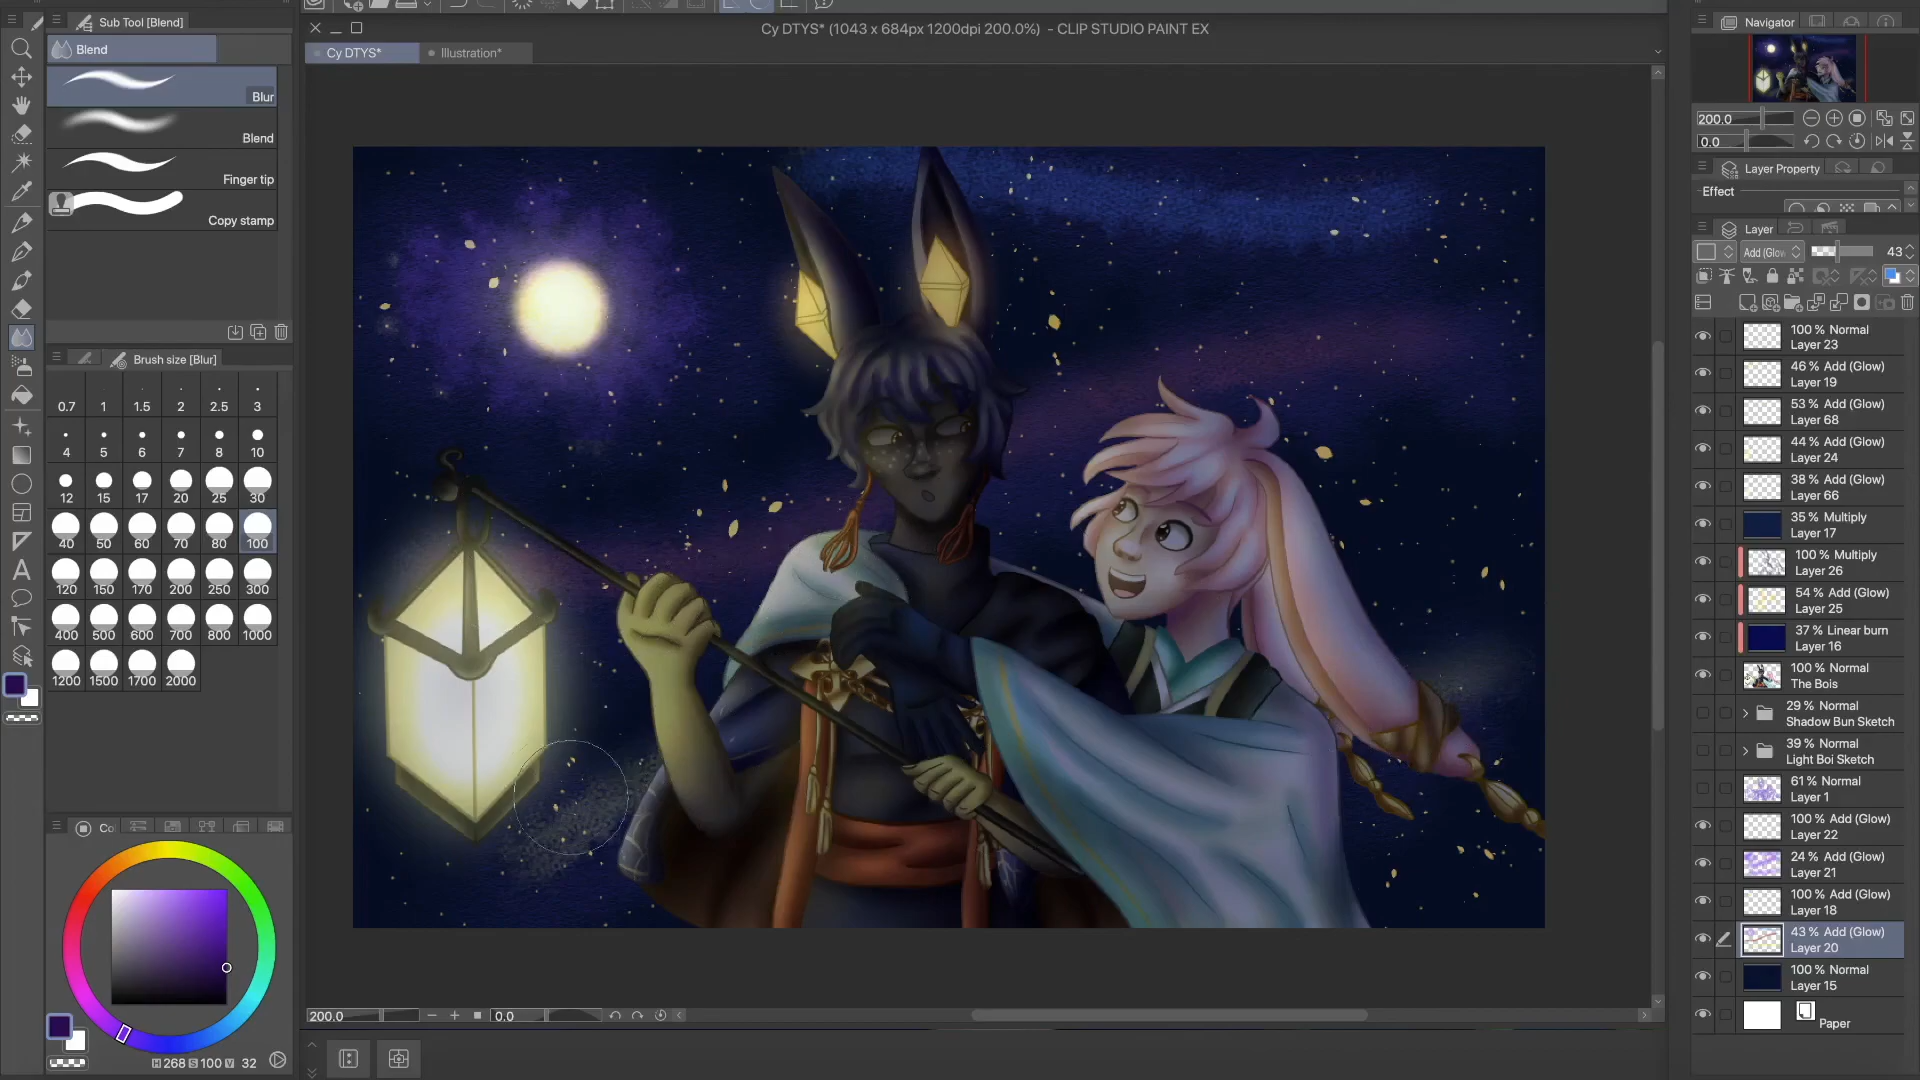 Sub Tool [Blend]
Blend
Blur
Blend
Finger tip
Copy stamp
Brush size [Blur]
0.7 1 1.5 2 2.5 3
4 5 6 7 8 10
12 15 17 20 25 30
40 50 60 70 80 100
120 150 170 200 250 300
400 500 600 700 800 1000
1200 1500 1700 2000
Co
H 268 S 100 V 32
Cy DTYS* (1043 x 684px 1200dpi 200.0%) - CLIP STUDIO PAINT EX
Cy DTYS*
Illustration*
200.0
0.0
Navigator
200.0
0.0
Layer Property
Effect
Layer
Add (Glow
43
100 % Normal
Layer 23
46 % Add (Glow)
Layer 19
53 % Add (Glow)
Layer 68
44 % Add (Glow)
Layer 24
38 % Add (Glow)
Layer 66
35 % Multiply
Layer 17
100 % Multiply
Layer 26
54 % Add (Glow)
Layer 25
37 % Linear burn
Layer 16
100 % Normal
The Bois
29 % Normal
Shadow Bun Sketch
39 % Normal
Light Boi Sketch
61 % Normal
Layer 1
100 % Add (Glow)
Layer 22
24 % Add (Glow)
Layer 21
100 % Add (Glow)
Layer 18
43 % Add (Glow)
Layer 20
100 % Normal
Layer 15
Paper